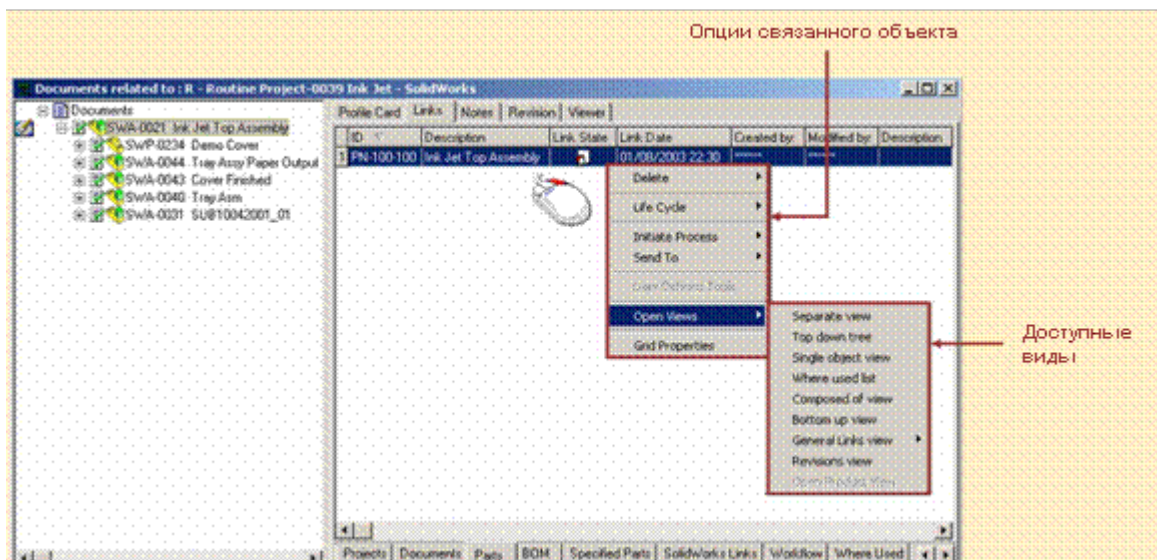 Опции связанного объекта
Documents related to : R - Routine Project-0039 Ink Jet - SolidWorks
Documents
SWA-0021 Ink Jet Top Assembly
SWP-0234 Demo Cover
SWA-0044 Tray Assy Paper Output
SWA-0043 Cover Finished
SWA-0040 Tray Asm
SWA-0031 SU@10042001_01
Profile Card Links Notes Revision Viewer
ID Description Link State Link Date Created by Modified by Description
1 PN-100-100 Ink Jet Top Assembly 01/08/2003 22:30
Delete
Life Cycle
Initiate Process
Send To
Open Views
Grid Properties
Separate view
Top down tree
Single object view
Where used list
Composed of view
Bottom up view
General Links view
Revisions view
Open Product View
Доступные
виды
Projects Documents Parts BOM Specified Parts SolidWorks Links Workflow Where Used